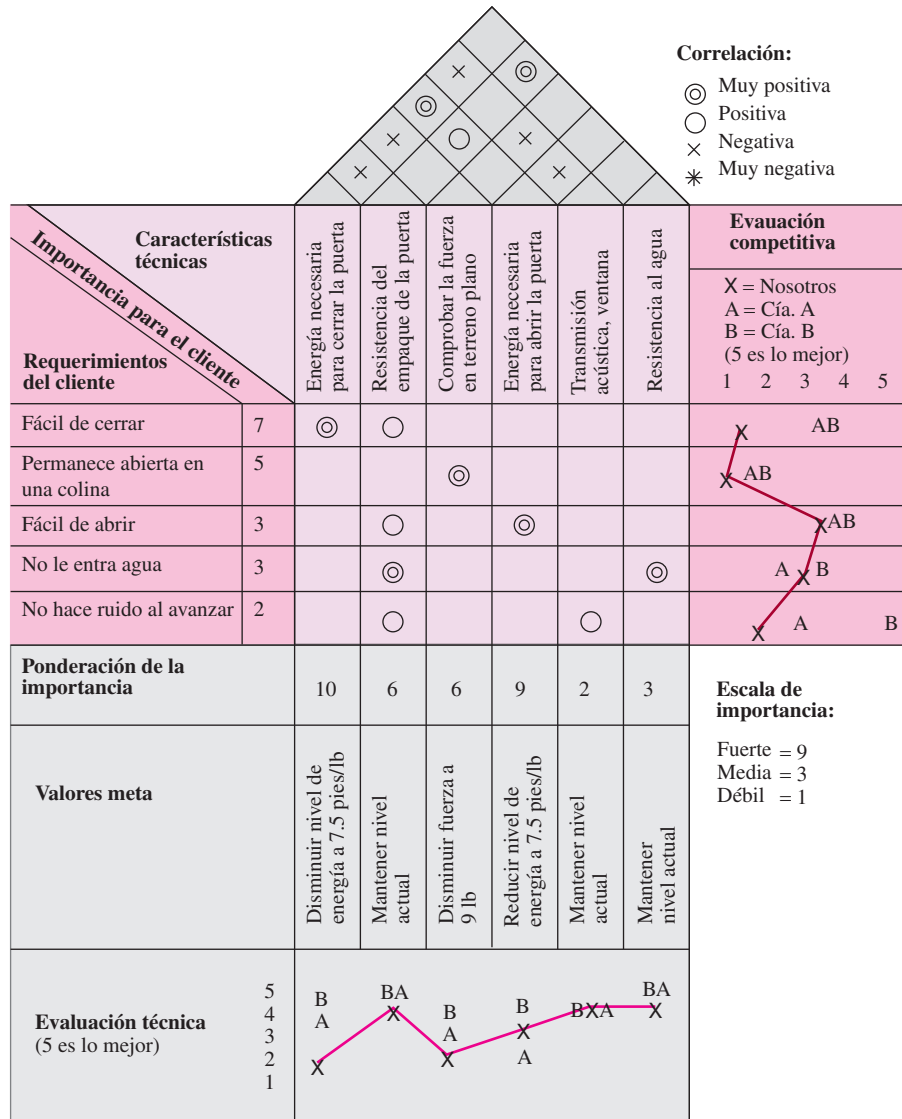 Correlación:
Muy positiva
Positiva
Negativa
Muy negativa
Importancia para el cliente
Características
técnicas
Requerimientos
del cliente
Energía necesaria
para cerrar la puerta
Resistencia del
empaque de la puerta
Comprobar la fuerza
en terreno plano
Energía necesaria
para abrir la puerta
Transmisión
acústica, ventana
Resistencia al agua
Evauación
competitiva
X = Nosotros
A = Cía. A
B = Cía. B
(5 es lo mejor)
1 2 3 4 5
Fácil de cerrar 7
X AB
Permanece abierta en 5
una colina
X AB
Fácil de abrir 3
X AB
No le entra agua 3
A X B
No hace ruido al avanzar 2
X A B
Ponderación de la
importancia
10 6 6 9 2 3
Escala de
importancia:
Fuerte = 9
Media = 3
Débil = 1
Valores meta
Disminuir nivel de
energía a 7.5 pies/lb
Mantener nivel
actual
Disminuir fuerza a
9 lb
Reducir nivel de
energía a 7.5 pies/lb
Mantener nivel
actual
Mantener
nivel actual
Evaluación técnica
(5 es lo mejor)
5
4
3
2
1
B
A
X
BA
X
B
A
X
B
X
A
BXA
BA
X